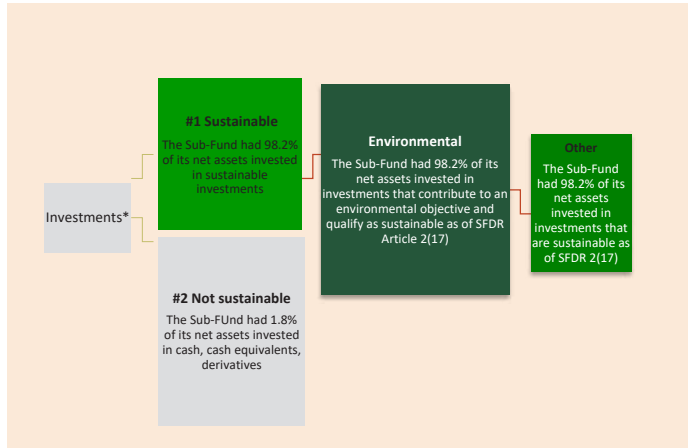 Investments*
#1 Sustainable
The Sub-Fund had 98.2%
of its net assets invested
in sustainable
investments
#2 Not sustainable
The Sub-FUnd had 1.8%
of its net assets invested
in cash, cash equivalents,
derivatives
Environmental
The Sub-Fund had 98.2% of its
net assets invested in
investments that contribute to an
environmental objective and
qualify as sustainable as of SFDR
Article 2(17)
Other
The Sub-Fund
had 98.2% of its
net assets
invested in
investments that
are sustainable as
of SFDR 2(17)